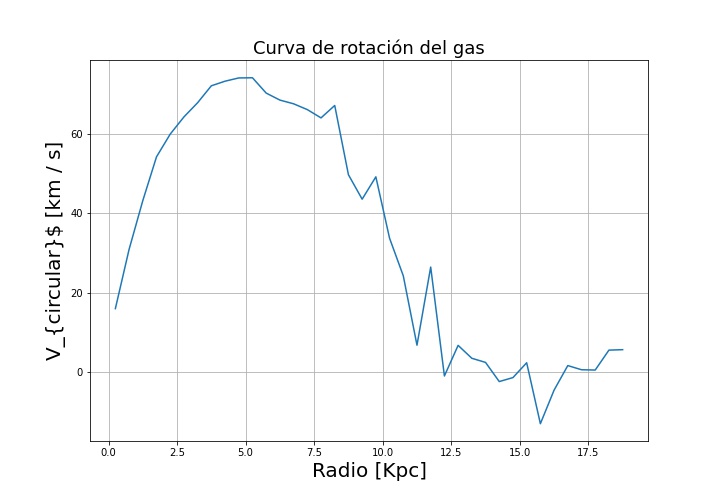 Curva de rotación del gas
V_{circular}$ [km / s]
60
40
20
0
0.0 2.5 5.0 7.5 10.0 12.5 15.0 17.5
Radio [Kpc]